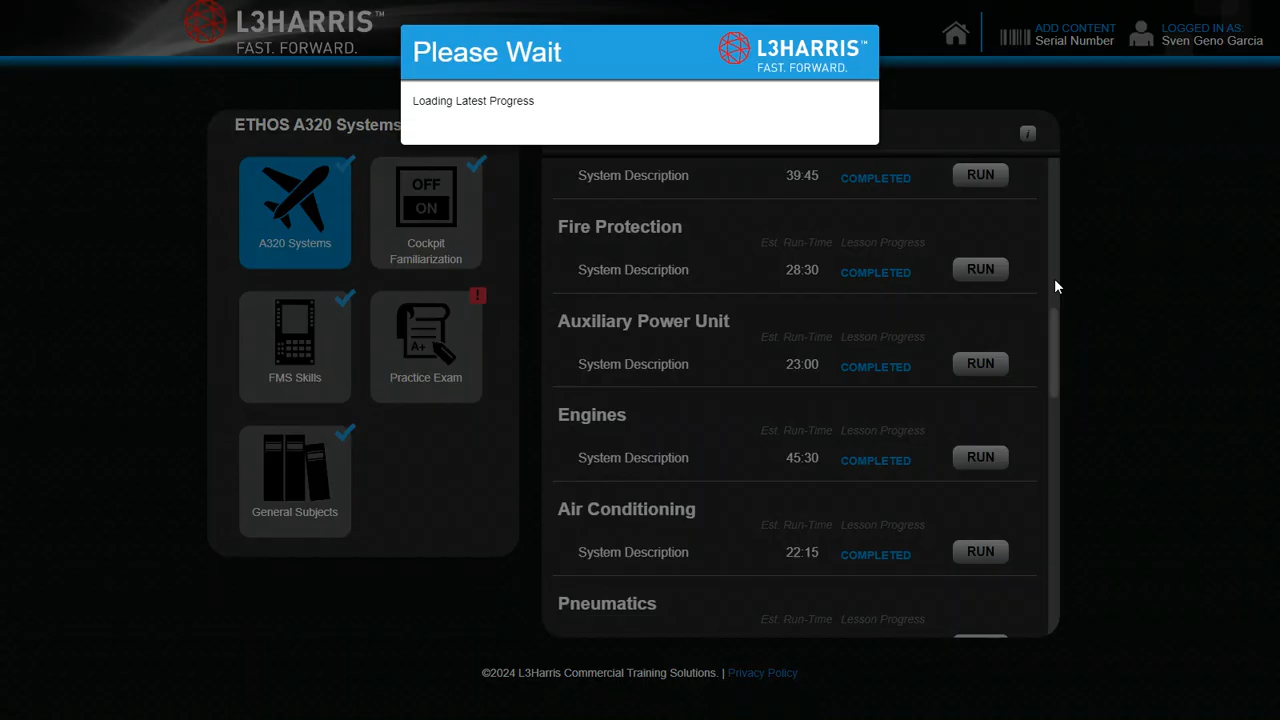 L3HARRIS™
FAST. FORWARD.
ADD CONTENT
Serial Number
LOGGED IN AS:
Sven Geno Garcia
Please Wait
L3HARRIS™
FAST. FORWARD.
Loading Latest Progress
ETHOS A320 Systems
A320 Systems
OFF
ON
Cockpit
Familiarization
FMS Skills
!
A+
Practice Exam
General Subjects
i
System Description 39:45 COMPLETED RUN
Fire Protection
Est. Run-Time Lesson Progress
System Description 28:30 COMPLETED RUN
Auxiliary Power Unit
Est. Run-Time Lesson Progress
System Description 23:00 COMPLETED RUN
Engines
Est. Run-Time Lesson Progress
System Description 45:30 COMPLETED RUN
Air Conditioning
Est. Run-Time Lesson Progress
System Description 22:15 COMPLETED RUN
Pneumatics
Est. Run-Time Lesson Progress
©2024 L3Harris Commercial Training Solutions. | Privacy Policy